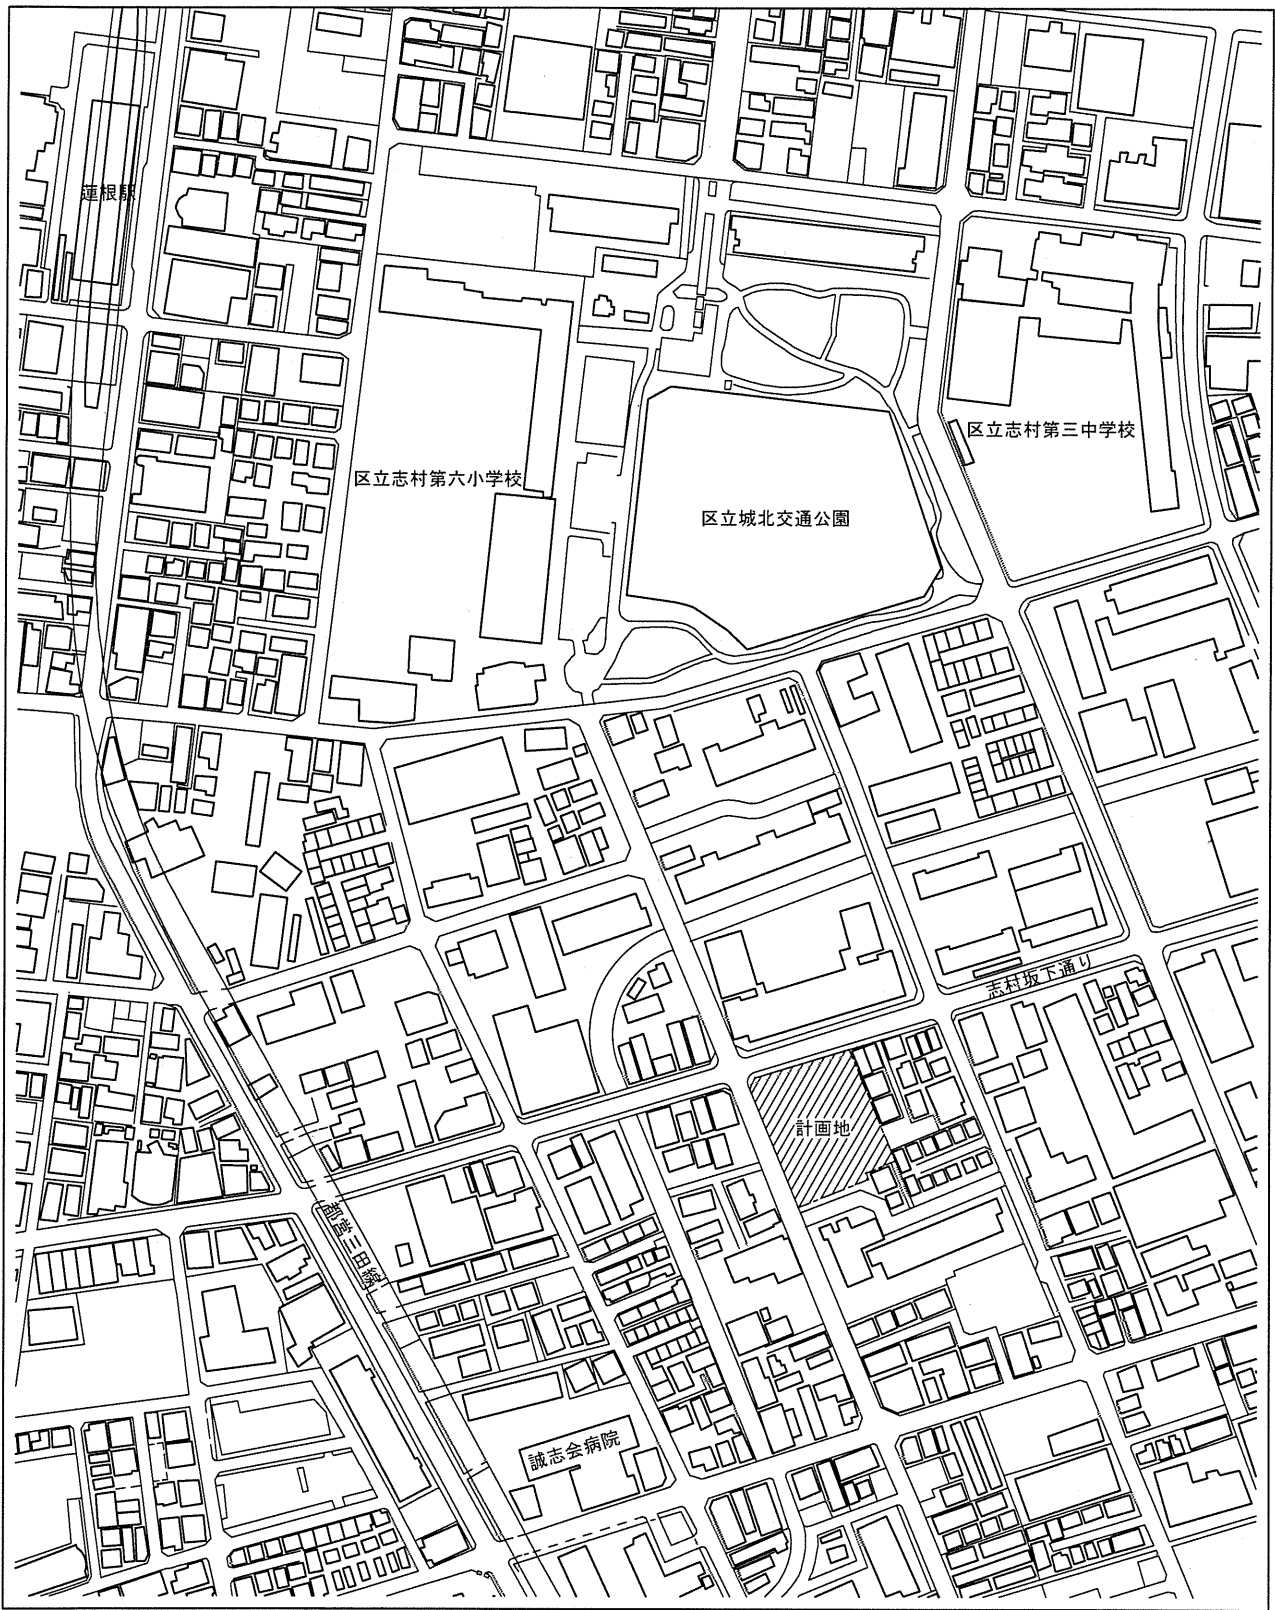 蓮根駅
区立志村第三中学校
区立志村第六小学校
区立城北交通公園
志村坂下通り
計画地
都営三田線
誠志会病院